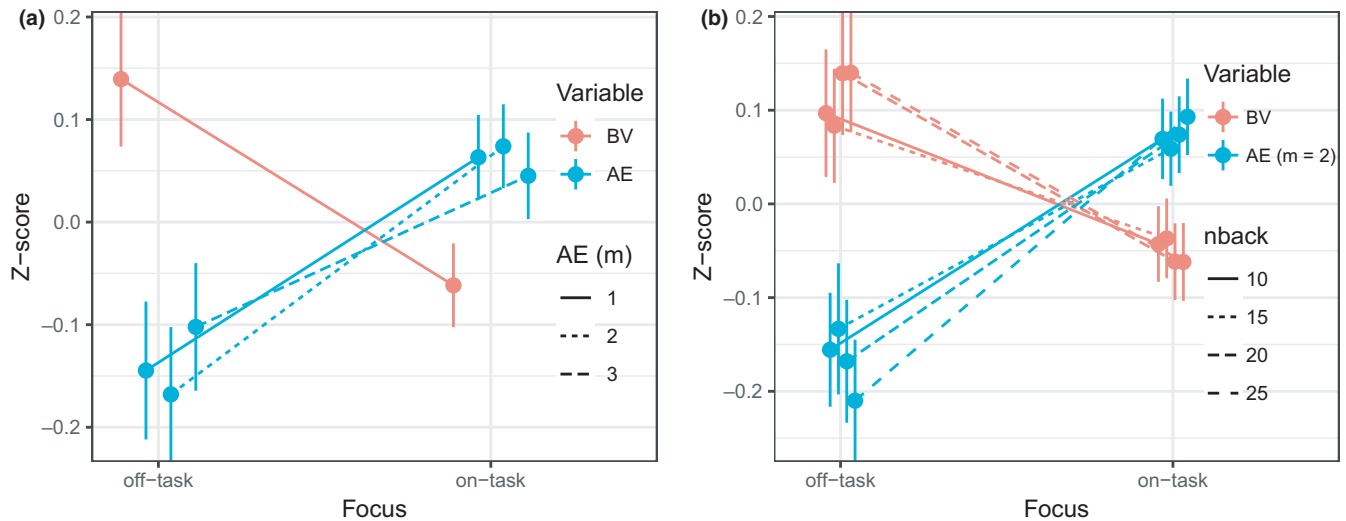 (a)
0.2
0.1
0.0
−0.1
−0.2
Z−score
off−task
on−task
Focus
Variable
BV
AE
AE (m)
1
2
3
(b)
0.2
0.1
0.0
−0.1
−0.2
Z−score
off−task
on−task
Focus
Variable
BV
AE (m = 2)
nback
10
15
20
25